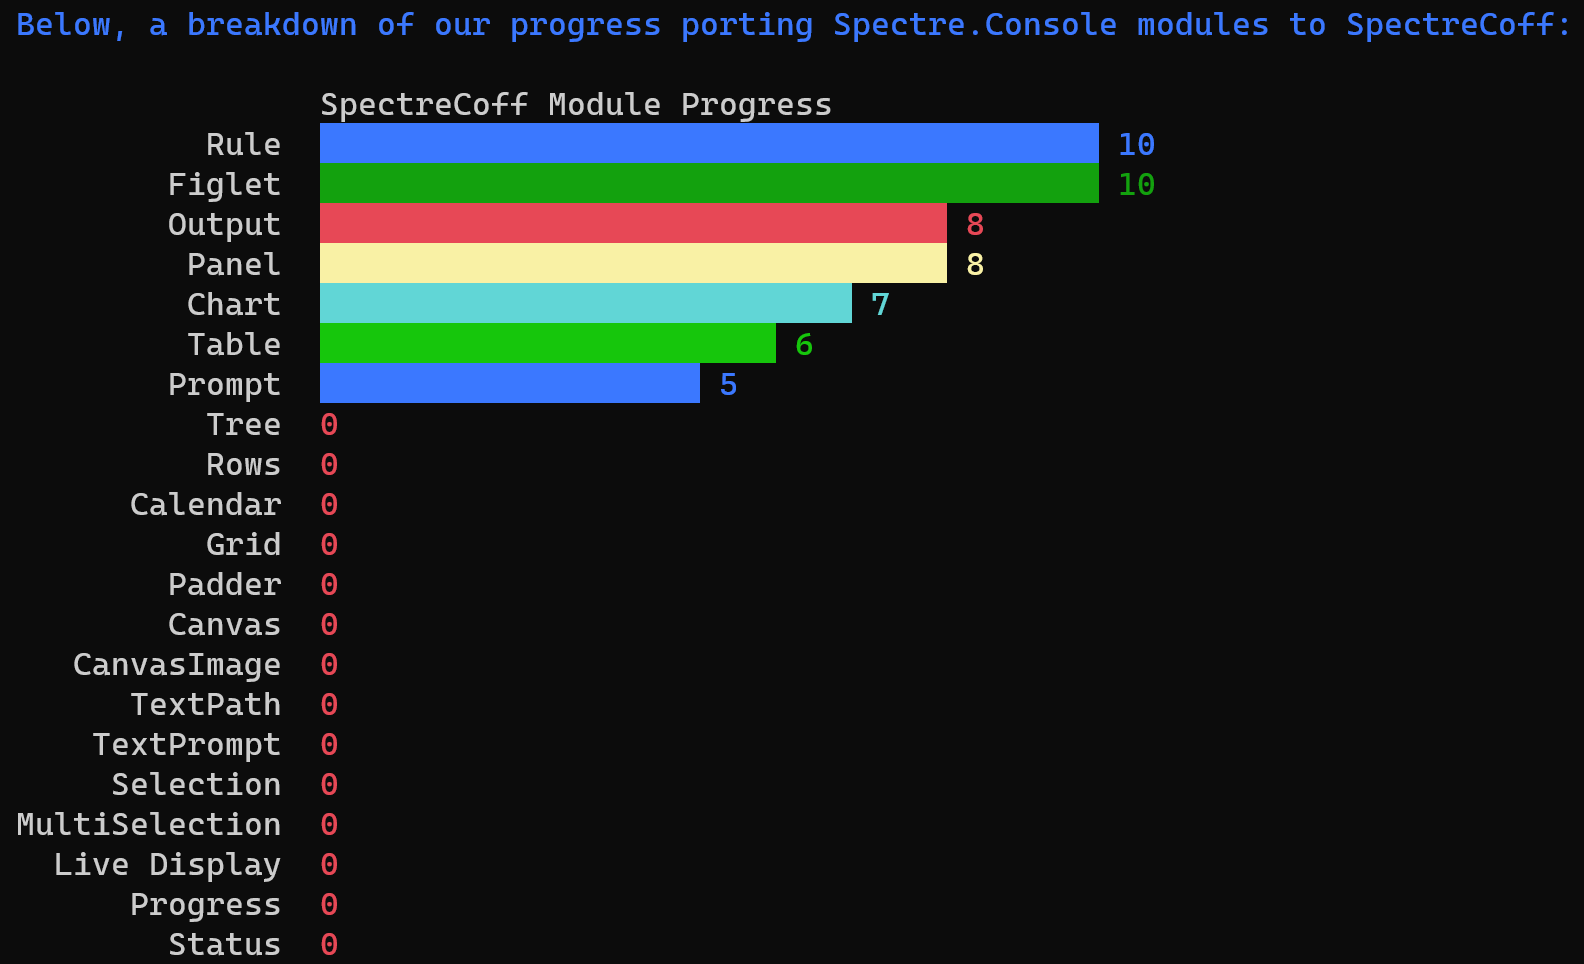 Below, a breakdown of our progress porting Spectre.Console modules to SpectreCoff:
SpectreCoff Module Progress
Rule 10
Figlet 10
Output 8
Panel 8
Chart 7
Table 6
Prompt 5
Tree 0
Rows 0
Calendar 0
Grid 0
Padder 0
Canvas 0
CanvasImage 0
TextPath 0
TextPrompt 0
Selection 0
MultiSelection 0
Live Display 0
Progress 0
Status 0